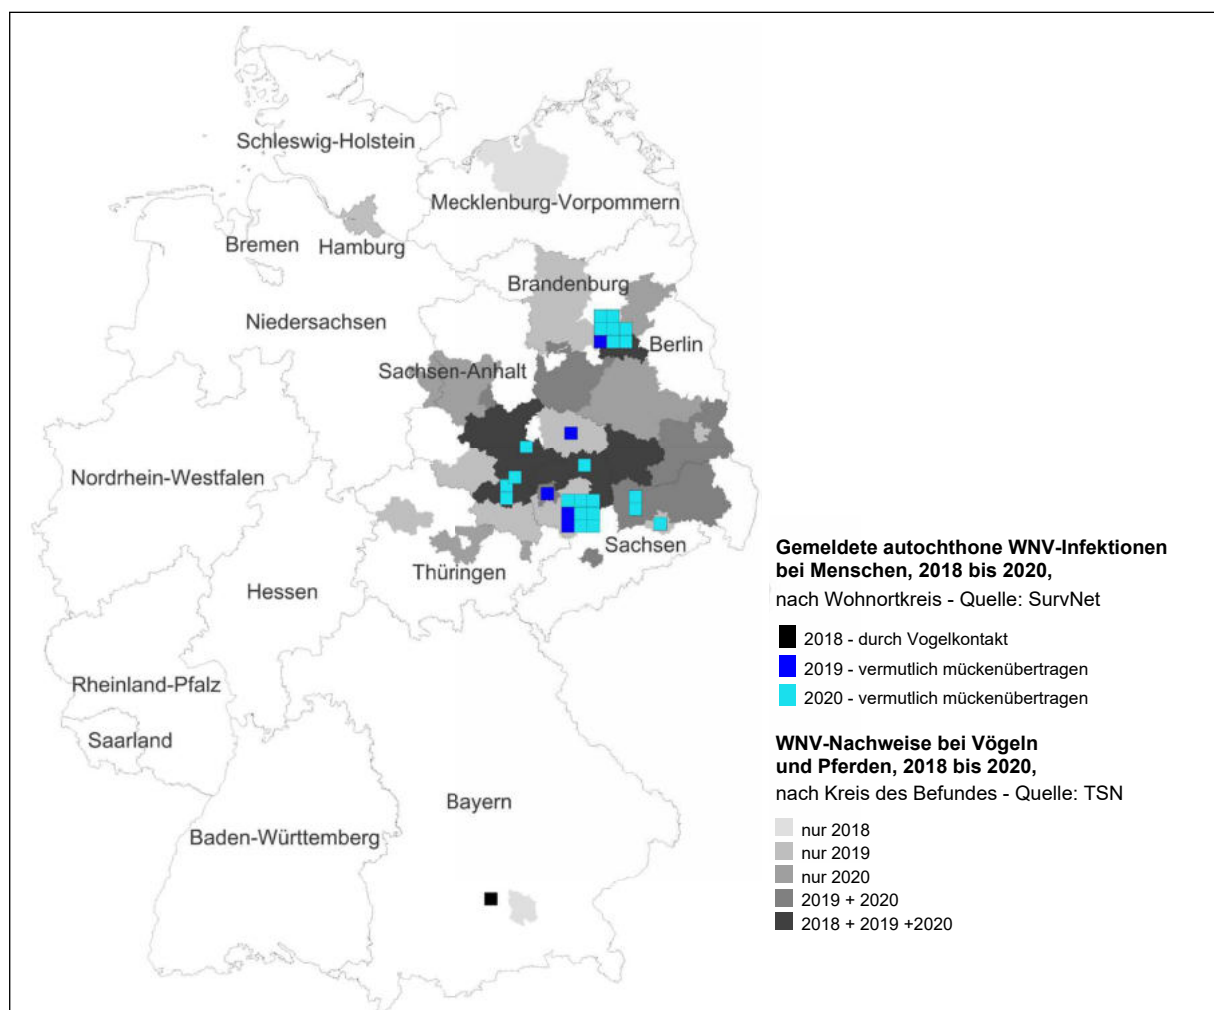 Schleswig-Holstein
Mecklenburg-Vorpommern
Bremen
Hamburg
Brandenburg
Niedersachsen
Berlin
Sachsen-Anhalt
Nordrhein-Westfalen
Sachsen
Thüringen
Hessen
Rheinland-Pfalz
Saarland
Bayern
Baden-Württemberg
Gemeldete autochthone WNV-Infektionen
bei Menschen, 2018 bis 2020,
nach Wohnortkreis - Quelle: SurvNet
2018 - durch Vogelkontakt
2019 - vermutlich mückenübertragen
2020 - vermutlich mückenübertragen
WNV-Nachweise bei Vögeln
und Pferden, 2018 bis 2020,
nach Kreis des Befundes - Quelle: TSN
nur 2018
nur 2019
nur 2020
2019 + 2020
2018 + 2019 +2020